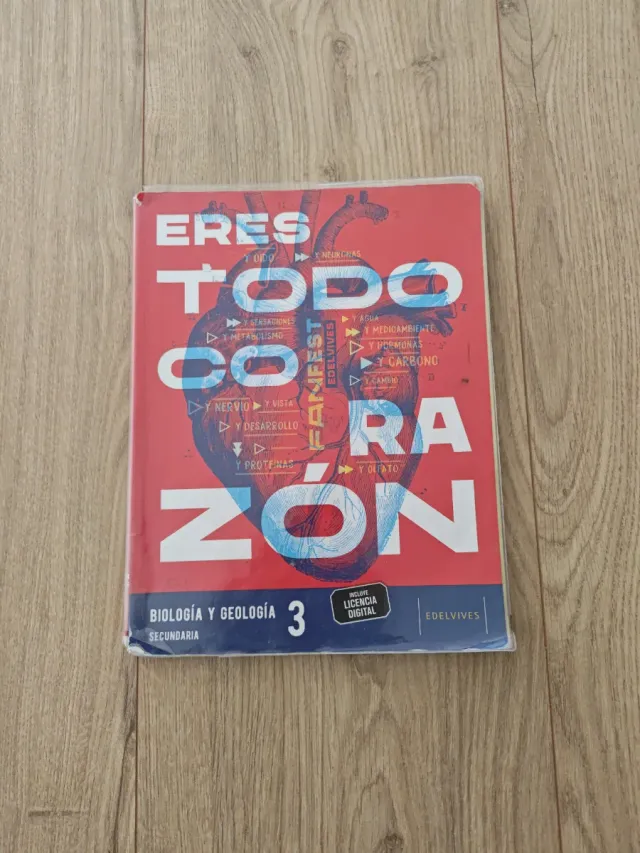 ERES
Y OÍDO
Y NEURONAS
TODO
Y SENSACIONES
Y AGUA
Y METABOLISMO
Y MEDIOAMBIENTE
Y HORMONAS
FANFEST
EDELVIVES
CO
Y CARBONO
Y CAMBIO
Y NERVIO
Y VISTA
RA
Y DESARROLLO
Y PROTEÍNAS
Y OLFATO
ZÓN
BIOLOGÍA Y GEOLOGÍA 3
SECUNDARIA
INCLUYE
LICENCIA
DIGITAL
EDELVIVES